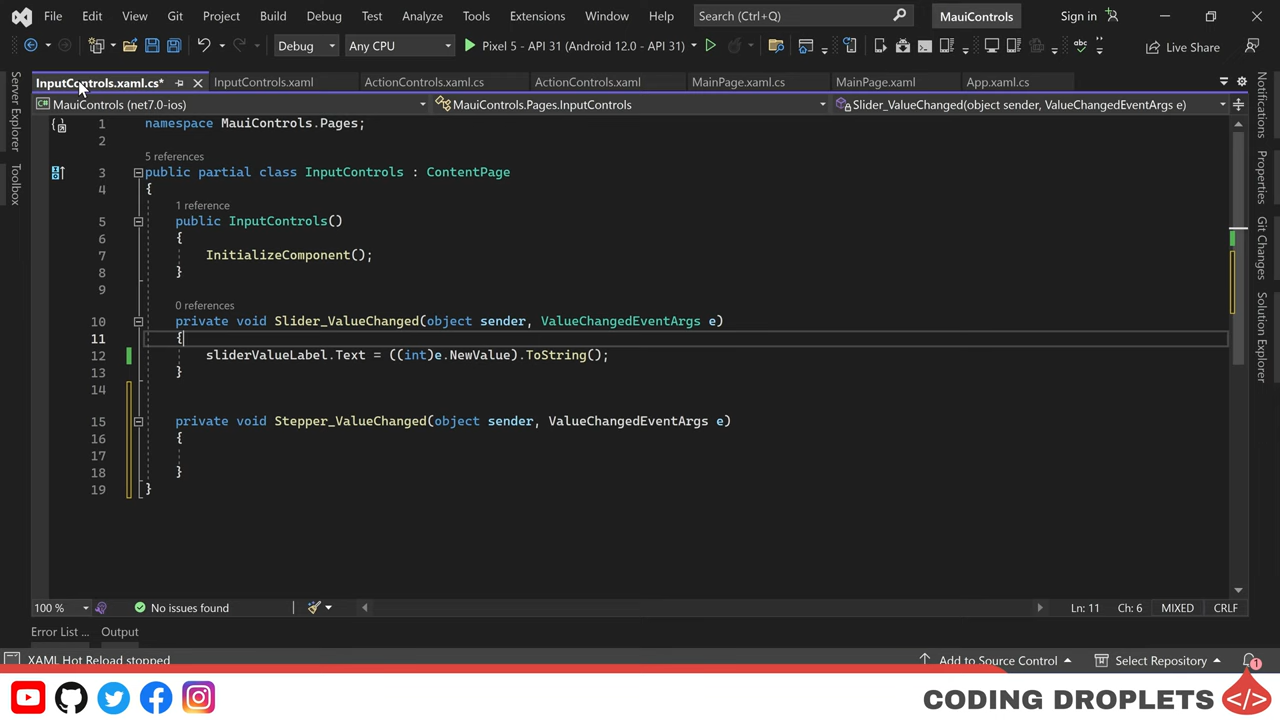 File Edit View Git Project Build Debug Test Analyze Tools Extensions Window Help Search (Ctrl+Q) MauiControls Sign in
Debug Any CPU Pixel 5 - API 31 (Android 12.0 - API 31) Live Share
InputControls.xaml.cs* InputControls.xaml ActionControls.xaml.cs ActionControls.xaml MainPage.xaml.cs MainPage.xaml App.xaml.cs
MauiControls (net7.0-ios) MauiControls.Pages.InputControls Slider_ValueChanged(object sender, ValueChangedEventArgs e)
Server Explorer
Toolbox
Notifications
Properties
Git Changes
Solution Explorer
1 namespace MauiControls.Pages;
2
5 references
3 public partial class InputControls : ContentPage
4 {
1 reference
5 public InputControls()
6 {
7 InitializeComponent();
8 }
9
0 references
10 private void Slider_ValueChanged(object sender, ValueChangedEventArgs e)
11 {
12 sliderValueLabel.Text = ((int)e.NewValue).ToString();
13 }
14
15 private void Stepper_ValueChanged(object sender, ValueChangedEventArgs e)
16 {
17
18 }
19 }
100 % No issues found Ln: 11 Ch: 6 MIXED CRLF
Error List ... Output
XAML Hot Reload stopped Add to Source Control Select Repository 1
CODING DROPLETS </>